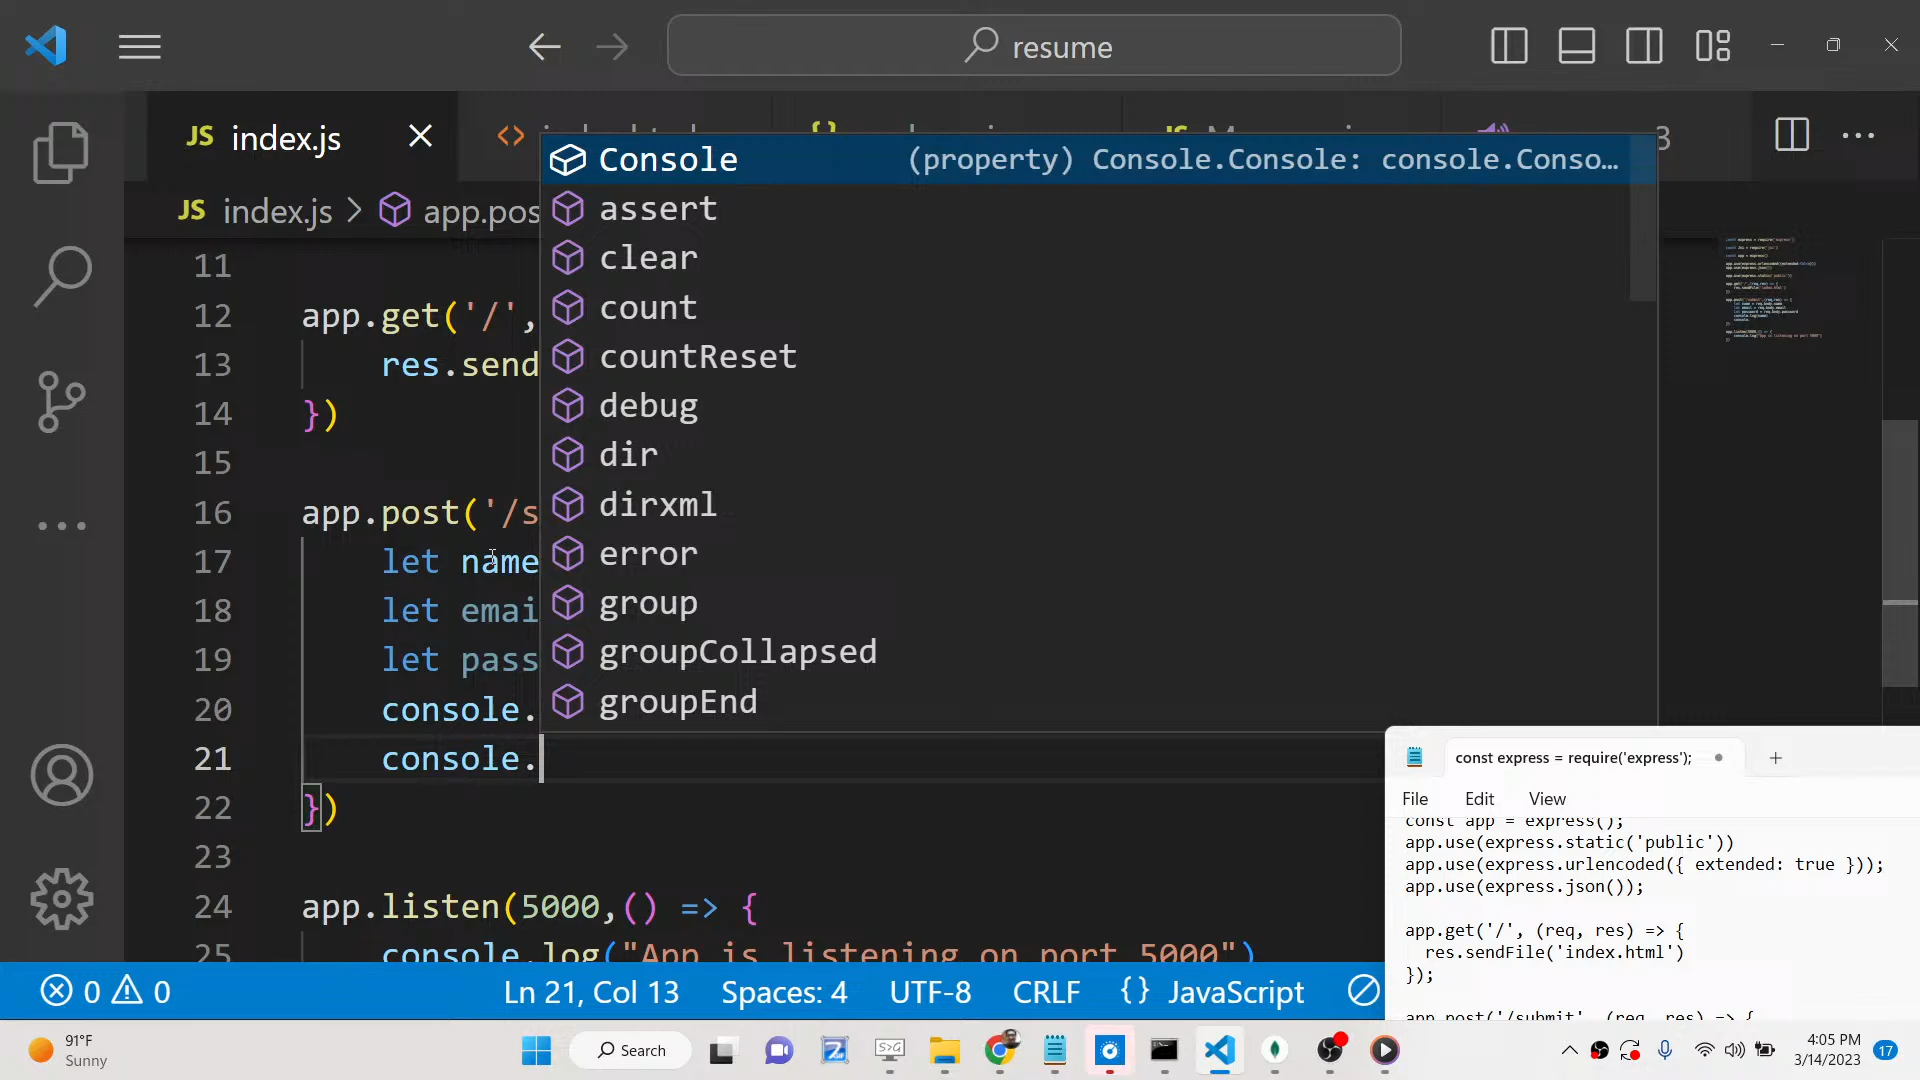 resume
JS index.js
3
JS index.js > app.pos
11
12 app.get('/',
13 res.send
14 })
15
16 app.post('/s
17 let name
18 let emai
19 let pass
20 console.
21 console.
22 })
23
24 app.listen(5000,() => {
25 console.log("App is listening on port 5000")
Console (property) Console.Console: console.Conso…
assert
clear
count
countReset
debug
dir
dirxml
error
group
groupCollapsed
groupEnd
const express = require('express');
File Edit View
const app = express();
app.use(express.static('public'))
app.use(express.urlencoded({ extended: true }));
app.use(express.json());
app.get('/', (req, res) => {
res.sendFile('index.html')
});
app.post('/submit', (req, res) => {
0 0 Ln 21, Col 13 Spaces: 4 UTF-8 CRLF {} JavaScript
91°F
Sunny
Search
4:05 PM
3/14/2023
17